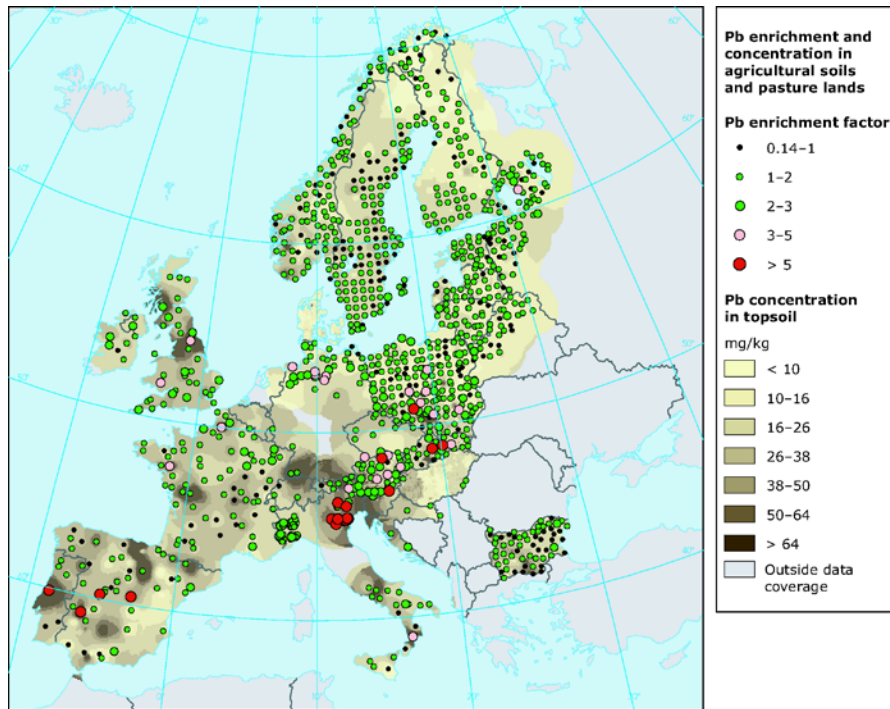 Pb enrichment and
concentration in
agricultural soils
and pasture lands
Pb enrichment factor
0.14–1
1–2
2–3
3–5
> 5
Pb concentration
in topsoil
mg/kg
< 10
10–16
16–26
26–38
38–50
50–64
> 64
Outside data
coverage